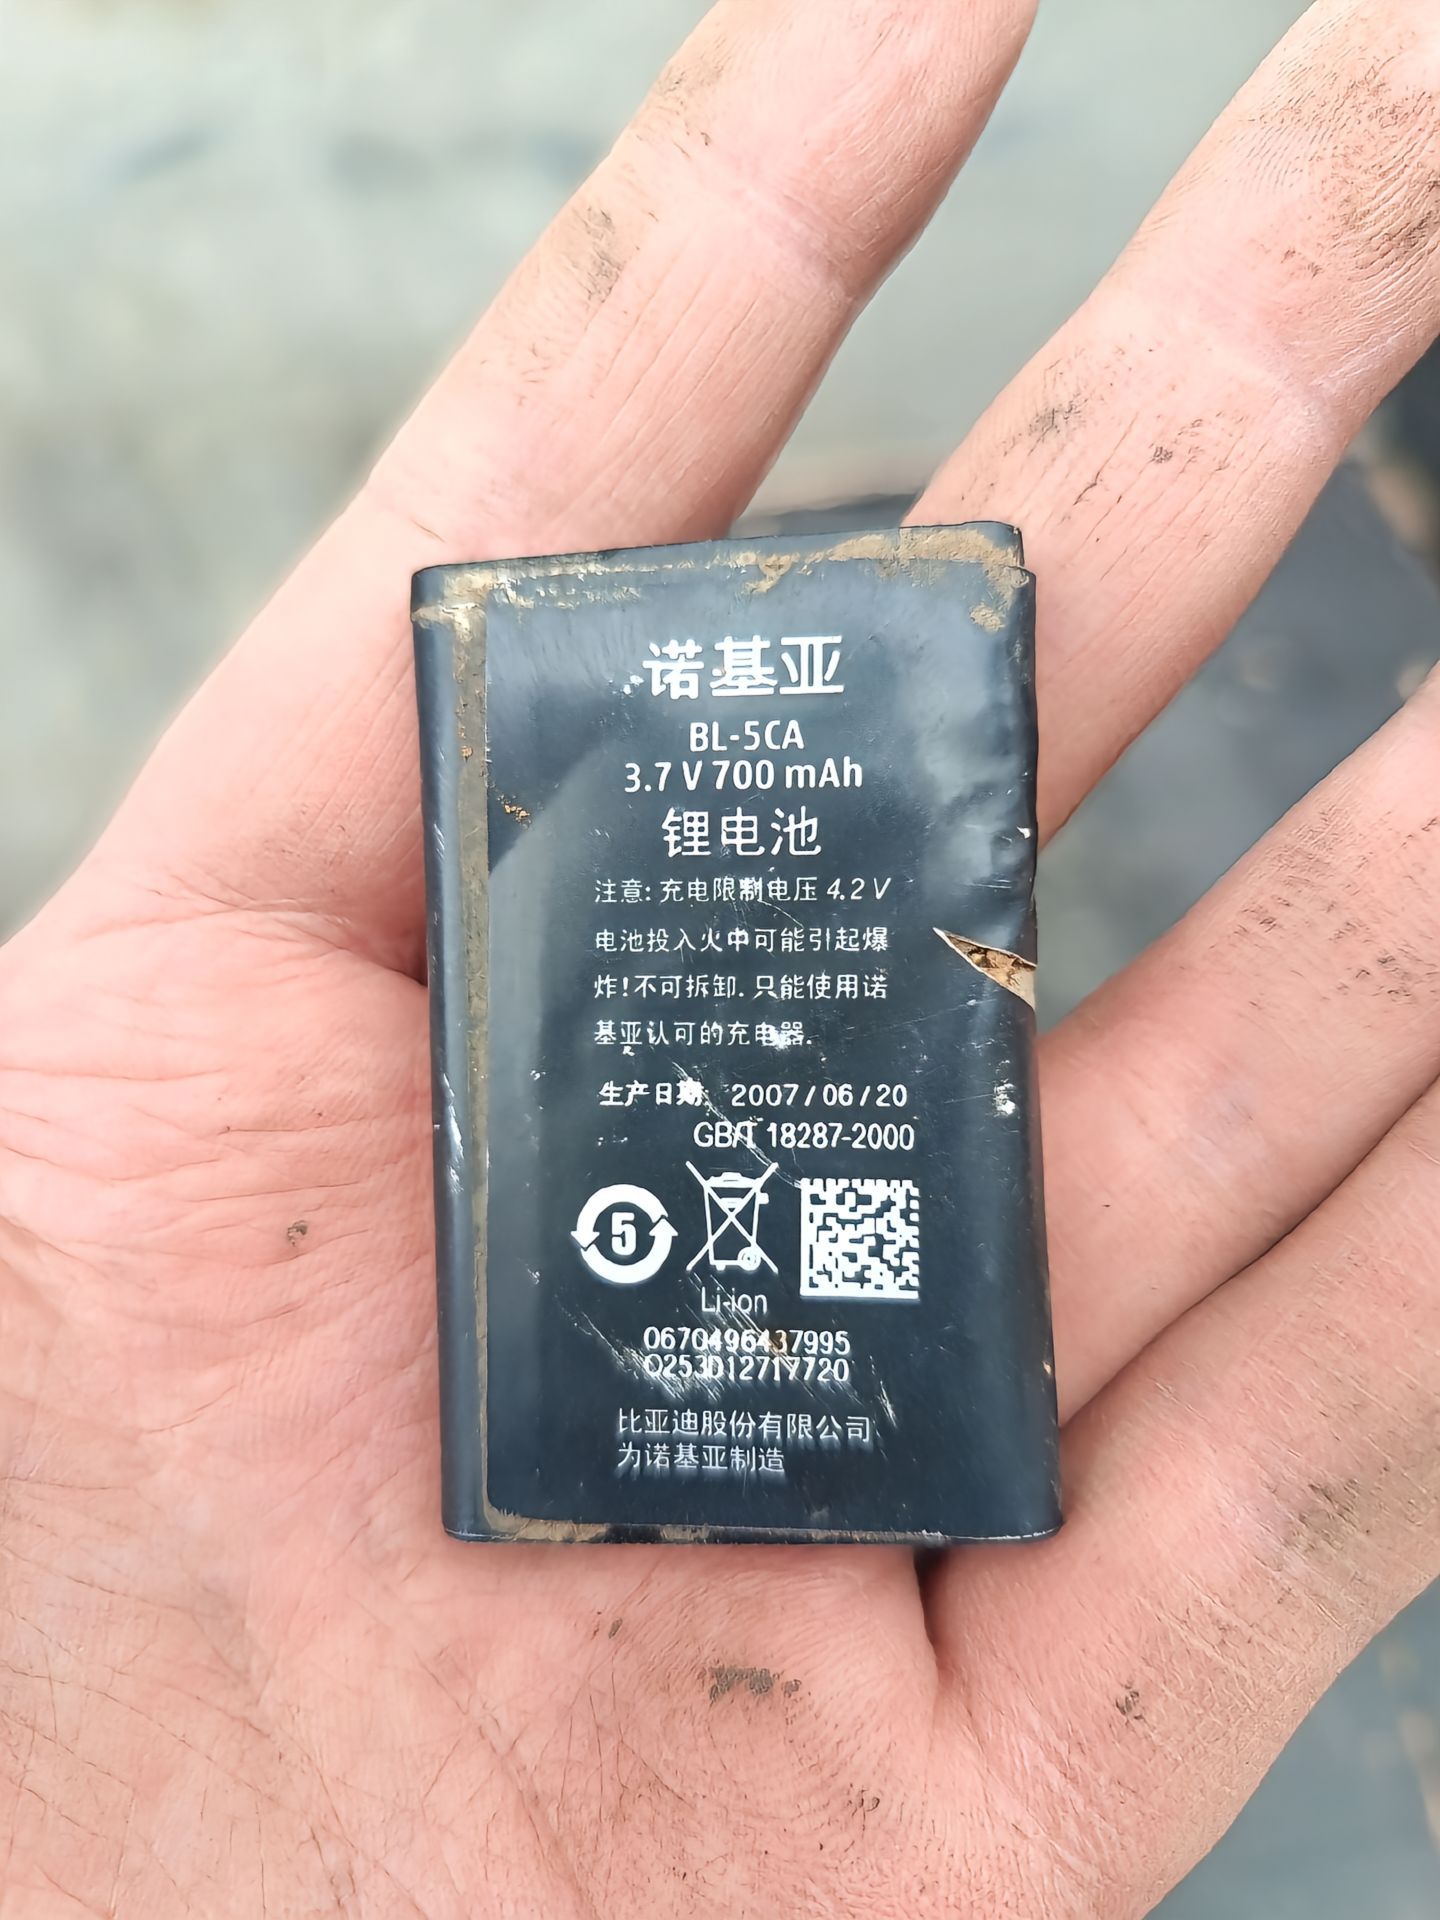 诺基亚
BL-5CA
3.7 V 700 mAh
锂电池
注意: 充电限制电压 4.2 V
电池投入火中可能引起爆
炸!不可拆卸. 只能使用诺
基亚认可的充电器.
生产日期: 2007/06/20
GB/T 18287-2000
5
Li-ion
0670496437995
0253D12717720
比亚迪股份有限公司
为诺基亚制造